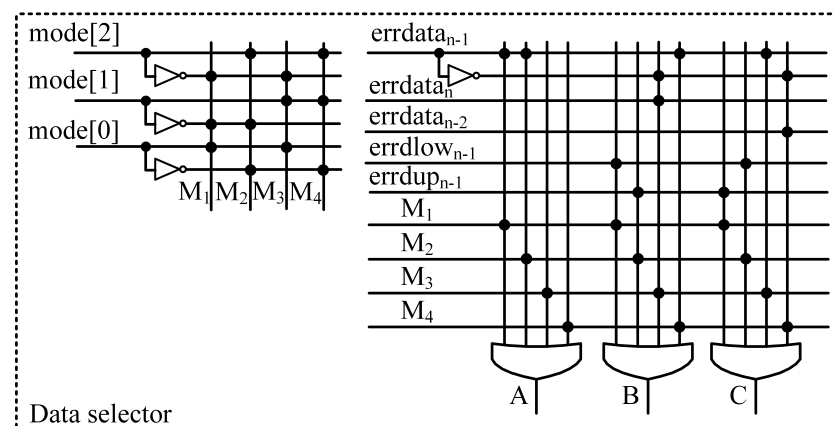 mode[2]
mode[1]
mode[0]
M₁ M₂ M₃ M₄
errdataₙ₋₁
errdataₙ
errdataₙ₋₂
errdlowₙ₋₁
errdupₙ₋₁
M₁
M₂
M₃
M₄
A B C
Data selector